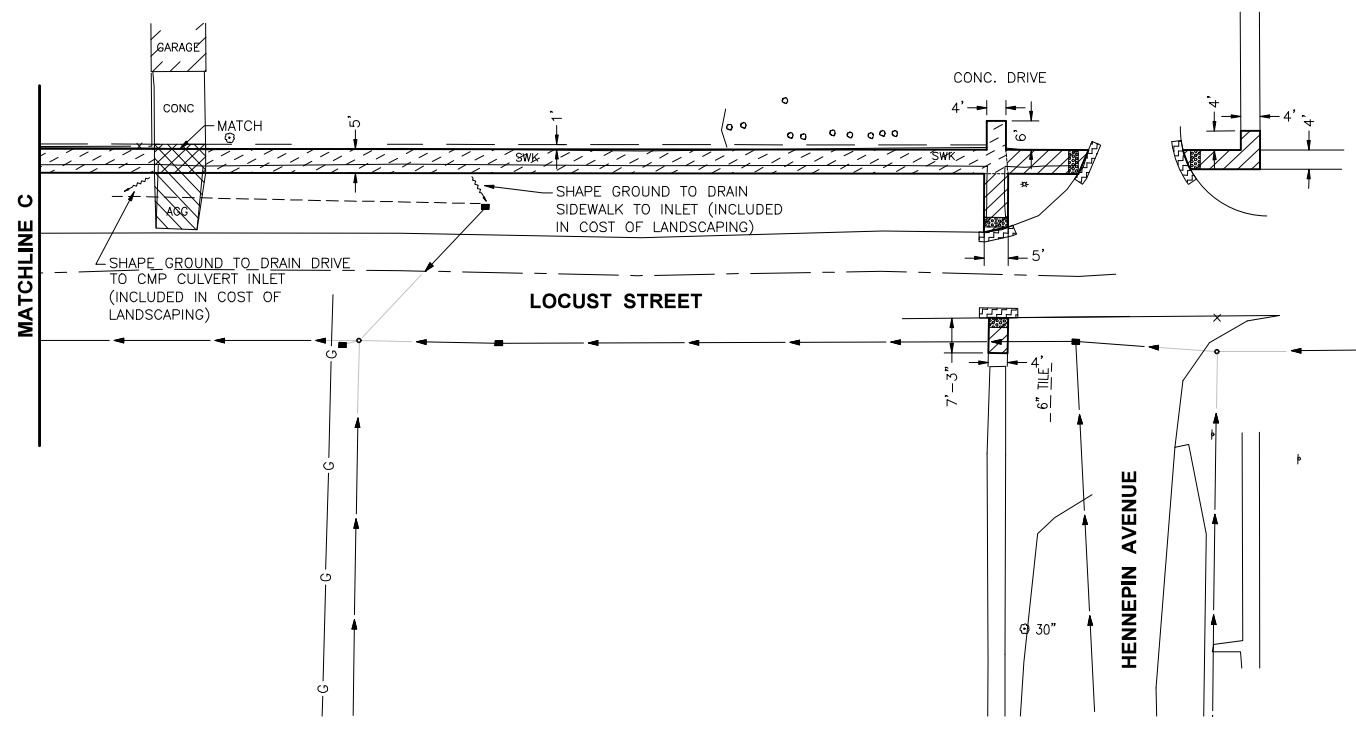 GARAGE
CONC. DRIVE
CONC
4'
4'
4'
4'
MATCH
5'
1'
6'
SWK
SWK
SHAPE GROUND TO DRAIN
SIDEWALK TO INLET (INCLUDED
IN COST OF LANDSCAPING)
AGG
MATCHLINE C
SHAPE GROUND TO DRAIN DRIVE
TO CMP CULVERT INLET
(INCLUDED IN COST OF
LANDSCAPING)
5'
LOCUST STREET
G
7'-3"
4'
6" TILE
G
G
G
HENNEPIN AVENUE
30"